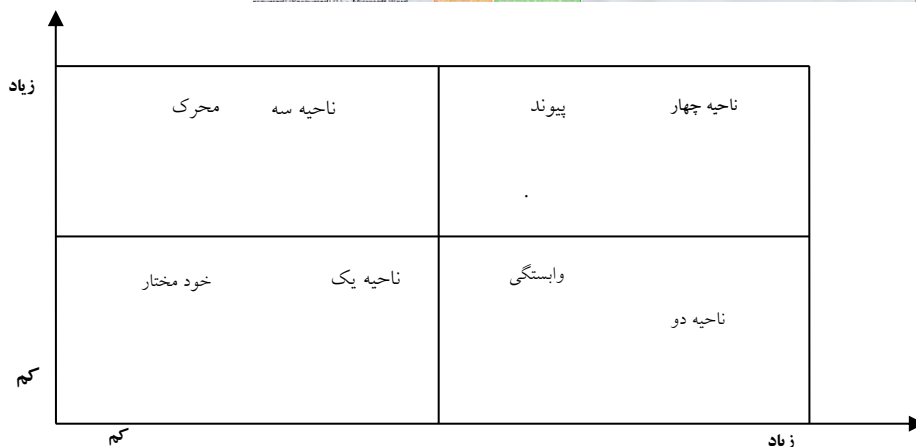 زیاد
ناحیه چهار
پیوند
ناحیه سه
محرک
وابستگی
ناحیه دو
ناحیه یک
خود مختار
کم
زیاد
کم